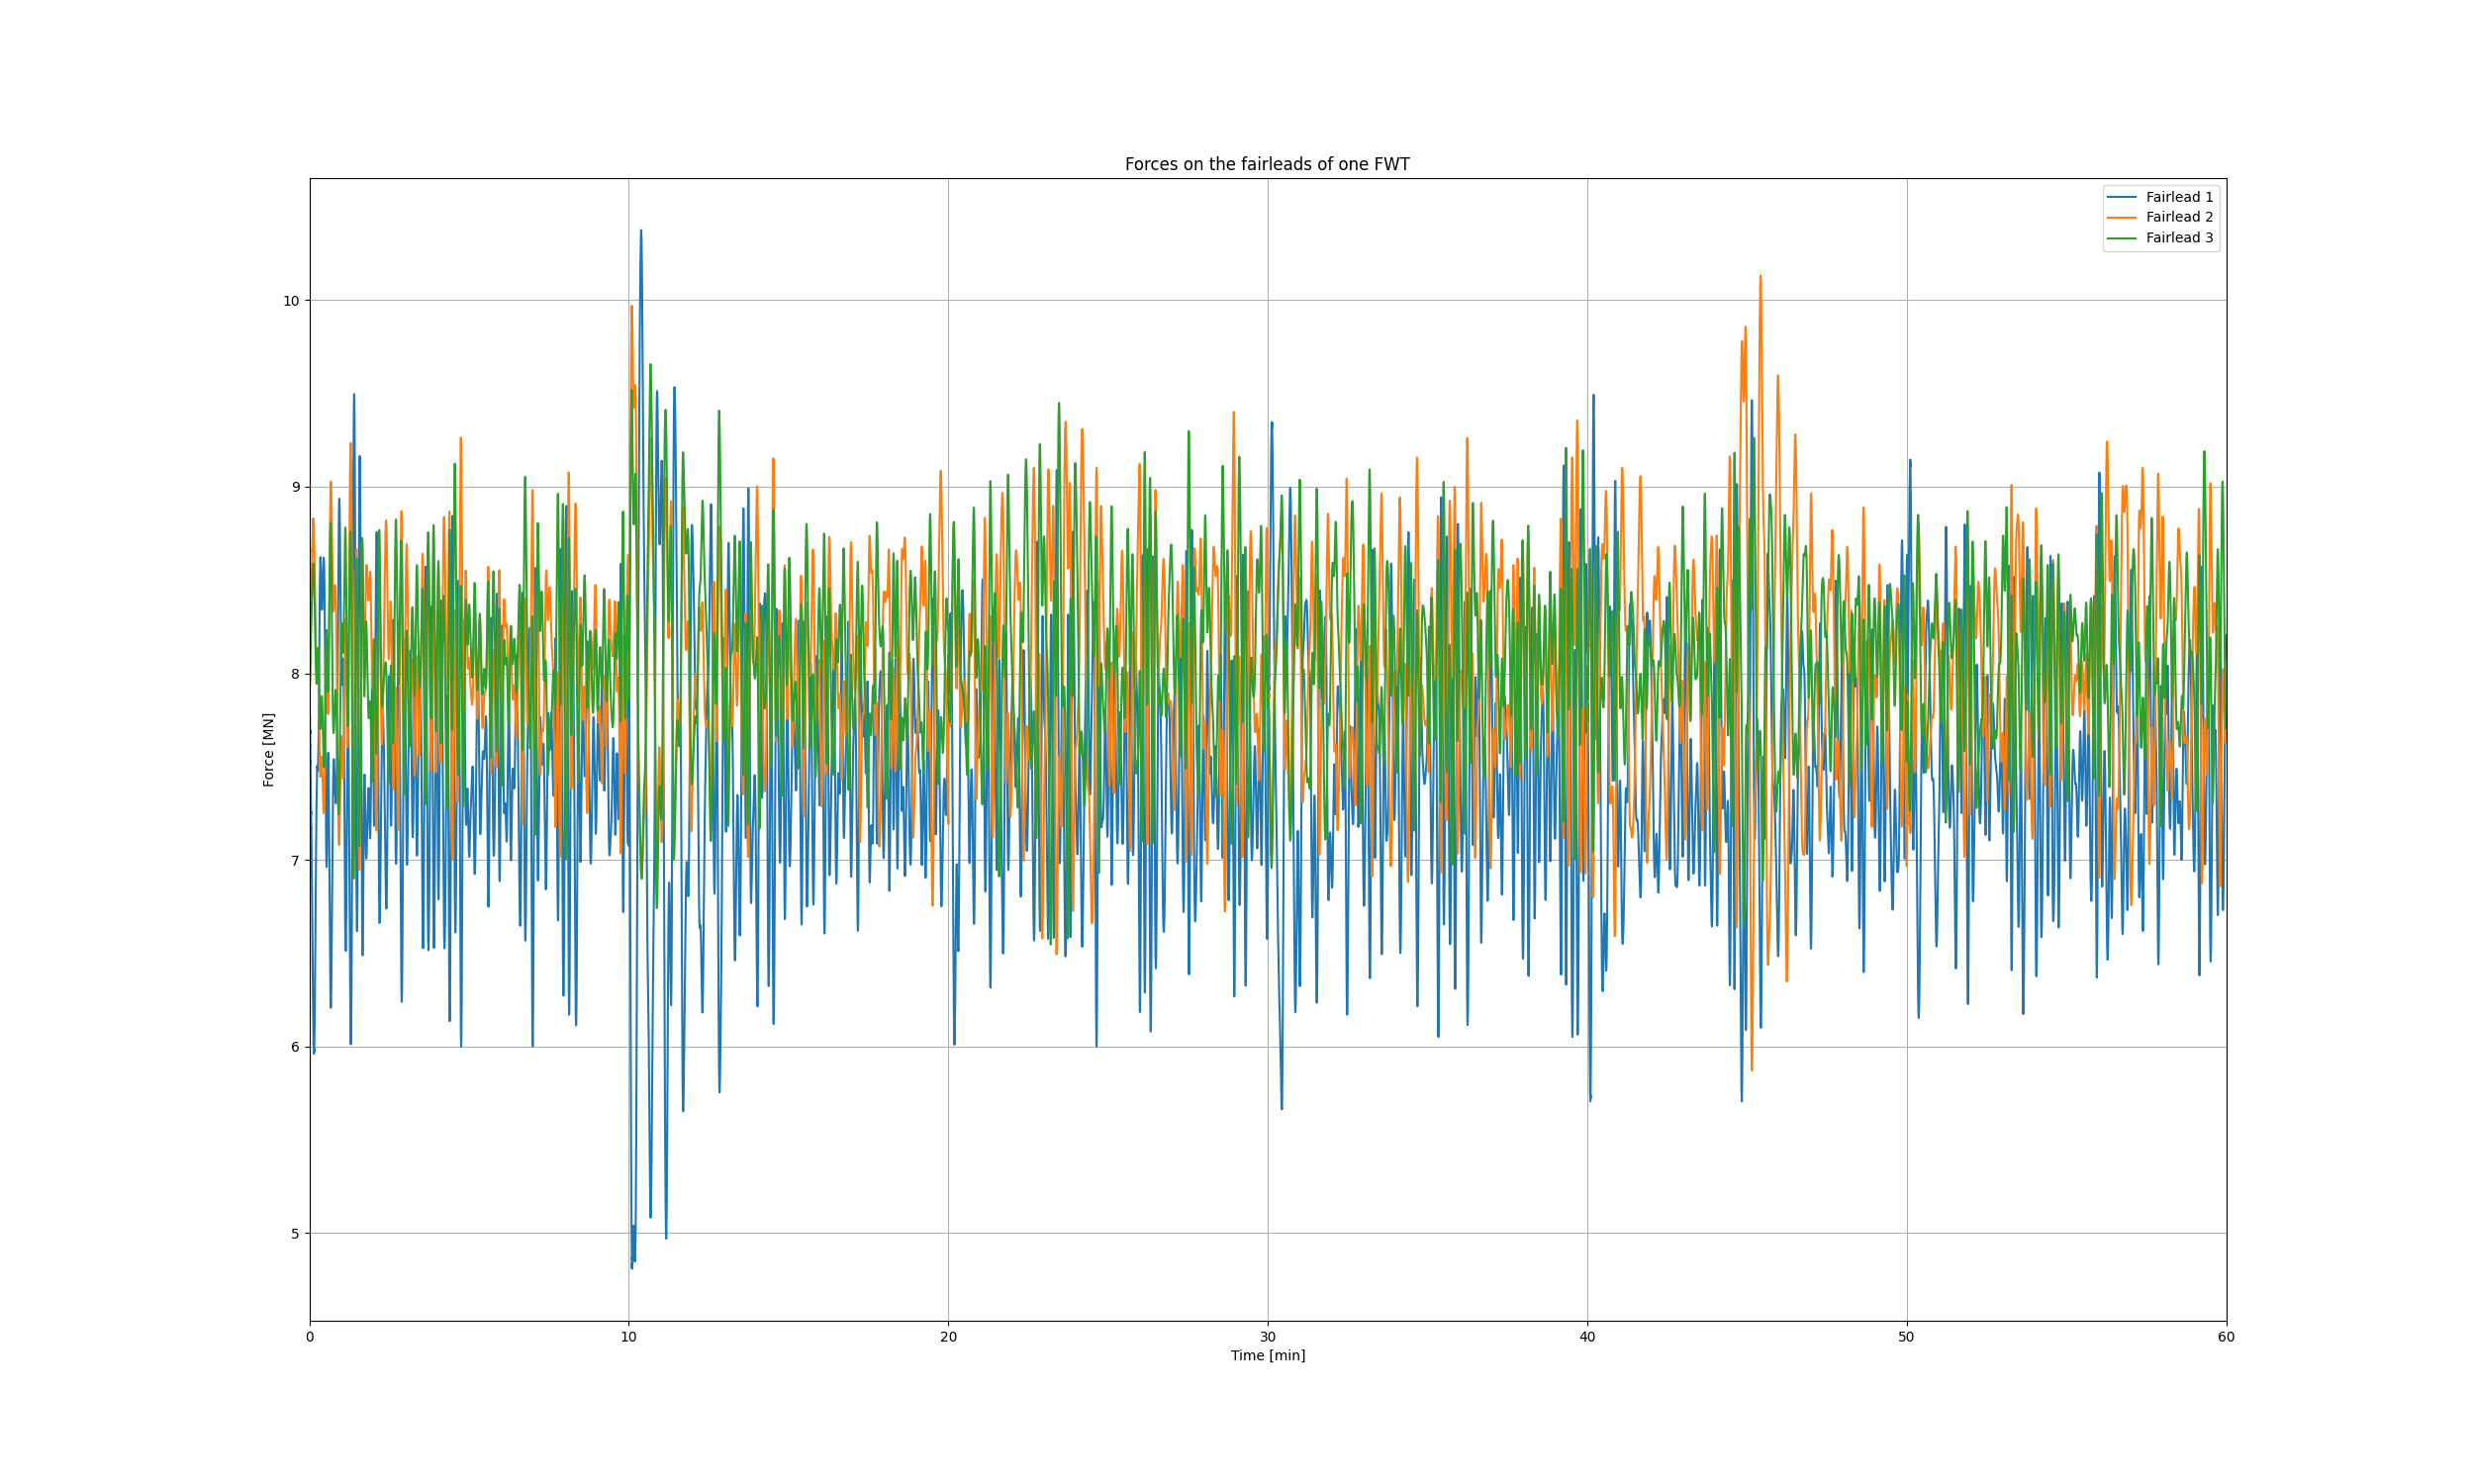 Forces on the fairleads of one FWT
Fairlead 1
Fairlead 2
Fairlead 3
Force [MN]
10
9
8
7
6
5
0 10 20 30 40 50 60
Time [min]